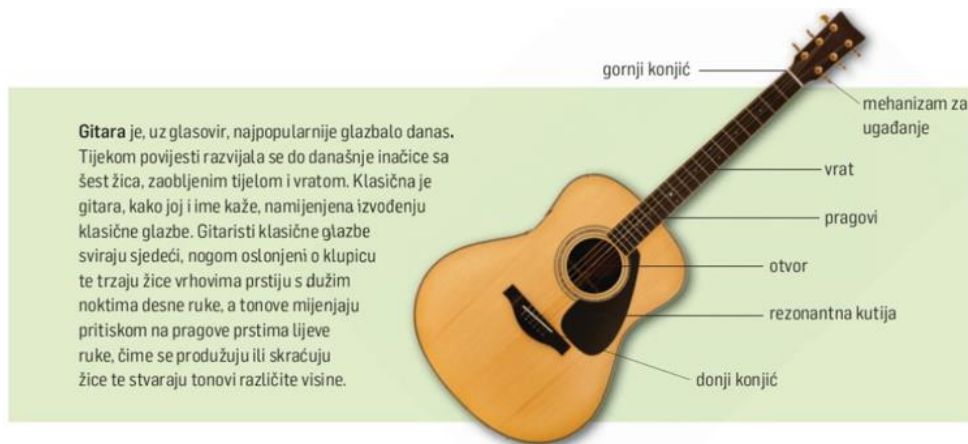 gornji konjić
mehanizam za
ugađanje
Gitara je, uz glasovir, najpopularnije glazbalo danas.
Tijekom povijesti razvijala se do današnje inačice sa
šest žica, zaobljenim tijelom i vratom. Klasična je
gitara, kako joj i ime kaže, namijenjena izvođenju
klasične glazbe. Gitaristi klasične glazbe
sviraju sjedeći, nogom oslonjeni o klupicu
te trzaju žice vrhovima prstiju s dužim
noktima desne ruke, a tonove mijenjaju
pritiskom na pragove prstima lijeve
ruke, čime se produžuju ili skraćuju
žice te stvaraju tonovi različite visine.
vrat
pragovi
otvor
rezonantna kutija
donji konjić